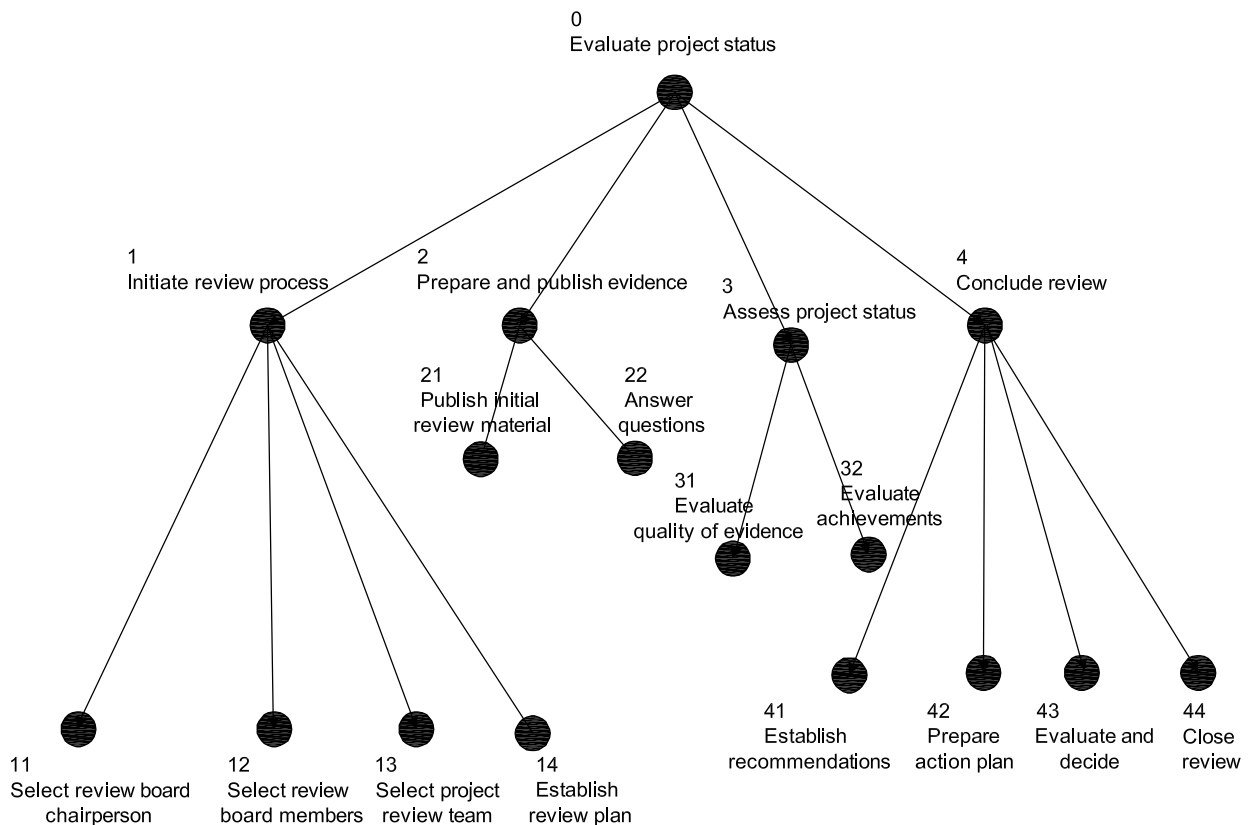 0
Evaluate project status
1
Initiate review process
2
Prepare and publish evidence
3
Assess project status
4
Conclude review
21
Publish initial
review material
22
Answer
questions
31
Evaluate
quality of evidence
32
Evaluate
achievements
41
Establish
recommendations
42
Prepare
action plan
43
Evaluate and
decide
44
Close
review
11
Select review board
chairperson
12
Select review
board members
13
Select project
review team
14
Establish
review plan